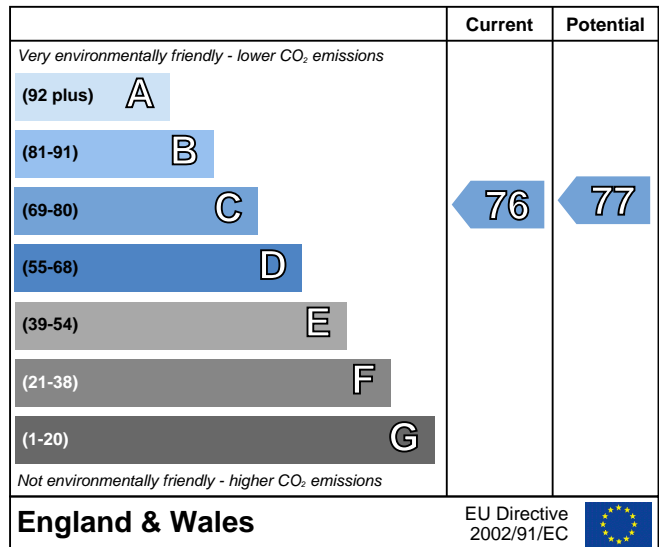 Current Potential
Very environmentally friendly - lower CO₂ emissions
(92 plus) A
(81-91) B
(69-80) C 76 77
(55-68) D
(39-54) E
(21-38) F
(1-20) G
Not environmentally friendly - higher CO₂ emissions
England & Wales
EU Directive
2002/91/EC